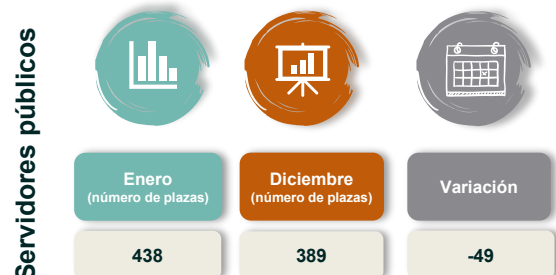 Servidores públicos
Enero
(número de plazas)
Diciembre
(número de plazas)
Variación
438
389
-49